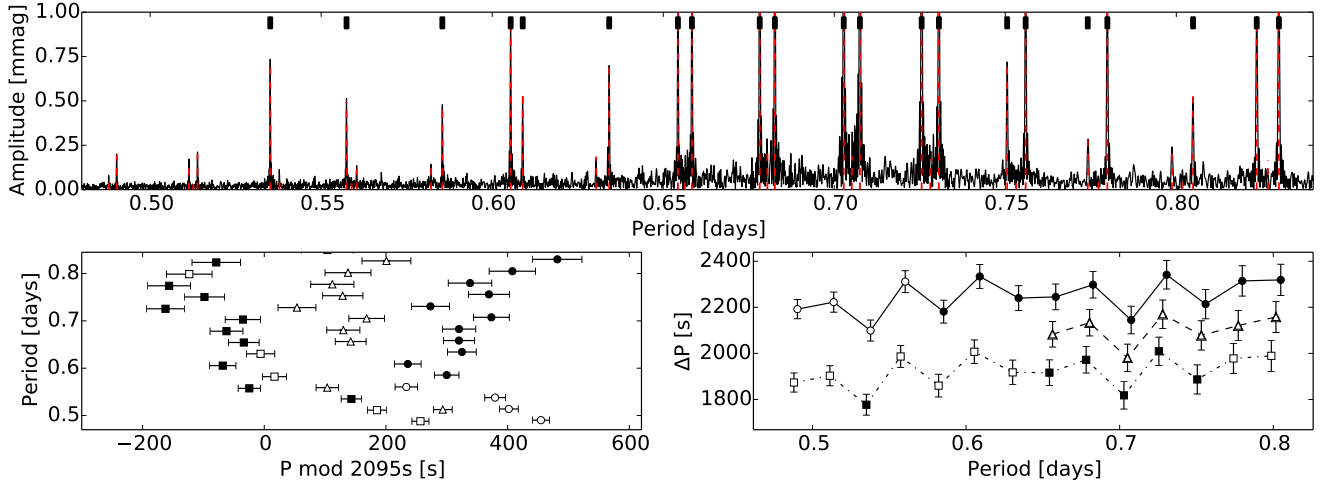 1.00
0.75
0.50
0.25
0.00
Amplitude [mmag]
0.50 0.55 0.60 0.65 0.70 0.75 0.80
Period [days]
0.8
0.7
0.6
0.5
Period [days]
−200 0 200 400 600
P mod 2095s [s]
2400
2200
2000
1800
ΔP [s]
0.5 0.6 0.7 0.8
Period [days]